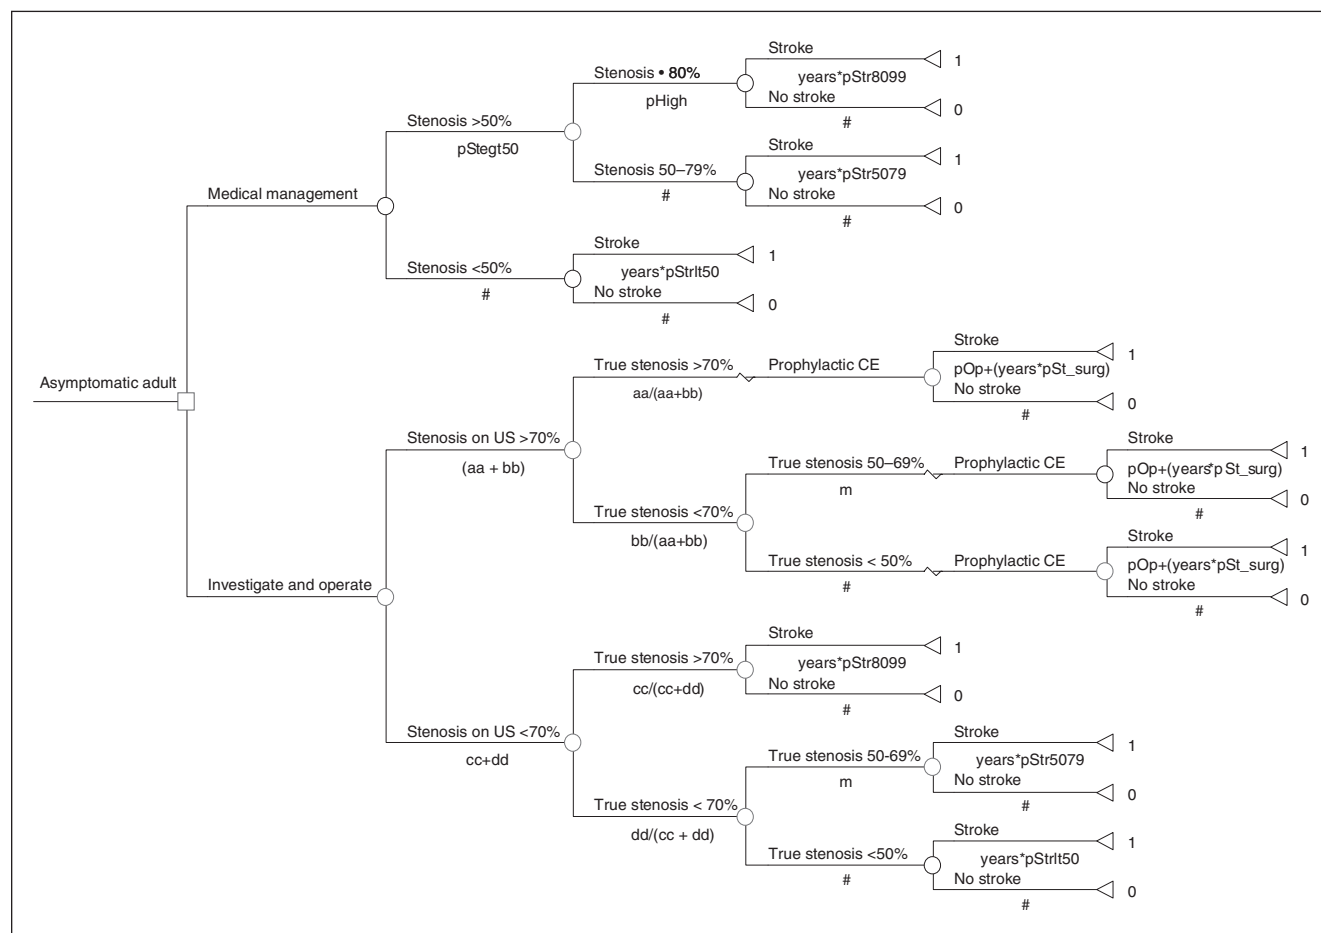 Stroke
1
Stenosis • 80%
years*pStr8099
pHigh
No stroke
0
#
Stenosis >50%
pStegt50
Stroke
1
Stenosis 50–79%
years*pStr5079
#
No stroke
0
#
Medical management
Stroke
1
Stenosis <50%
years*pStrlt50
#
No stroke
0
#
Asymptomatic adult
Stroke
1
True stenosis >70%
Prophylactic CE
pOp+(years*pSt_surg)
aa/(aa+bb)
No stroke
0
#
Stenosis on US >70%
(aa + bb)
Stroke
1
True stenosis 50–69%
Prophylactic CE
pOp+(years*p St_surg)
m
No stroke
0
#
True stenosis <70%
bb/(aa+bb)
Stroke
1
True stenosis < 50%
Prophylactic CE
pOp+(years*pSt_surg)
#
No stroke
0
#
Investigate and operate
Stroke
1
True stenosis >70%
years*pStr8099
cc/(cc+dd)
No stroke
0
#
Stenosis on US <70%
cc+dd
Stroke
1
True stenosis 50-69%
years*pStr5079
m
No stroke
0
#
True stenosis < 70%
dd/(cc + dd)
Stroke
1
True stenosis <50%
years*pStrlt50
#
No stroke
0
#